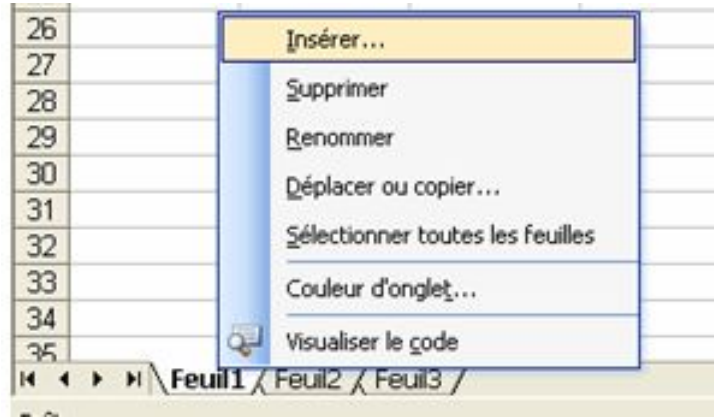 26
Insérer...
27
28
Supprimer
29
Renommer
30
Déplacer ou copier...
31
32
Sélectionner toutes les feuilles
33
Couleur d'onglet...
34
Visualiser le code
35
Feuil1 / Feuil2 / Feuil3 /